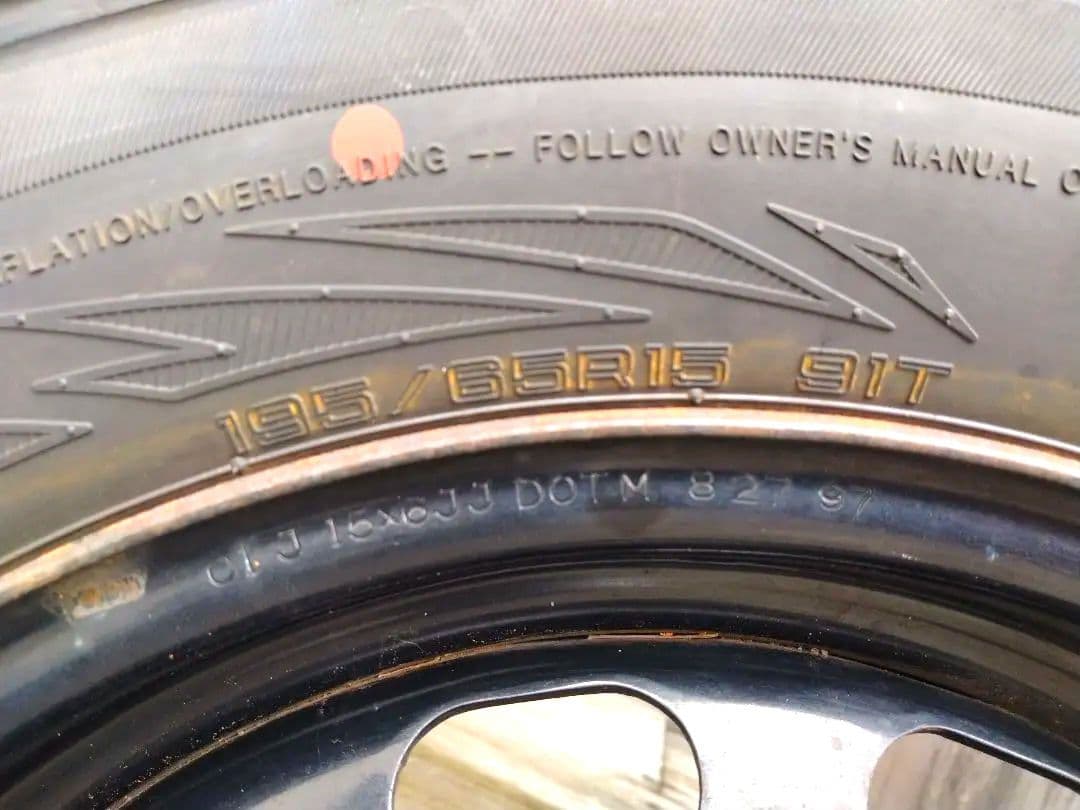 FLATION/OVERLOADING -- FOLLOW OWNER'S MANUAL O
195/65R15 91T
J 15x6JJ DOT M 8 27 97